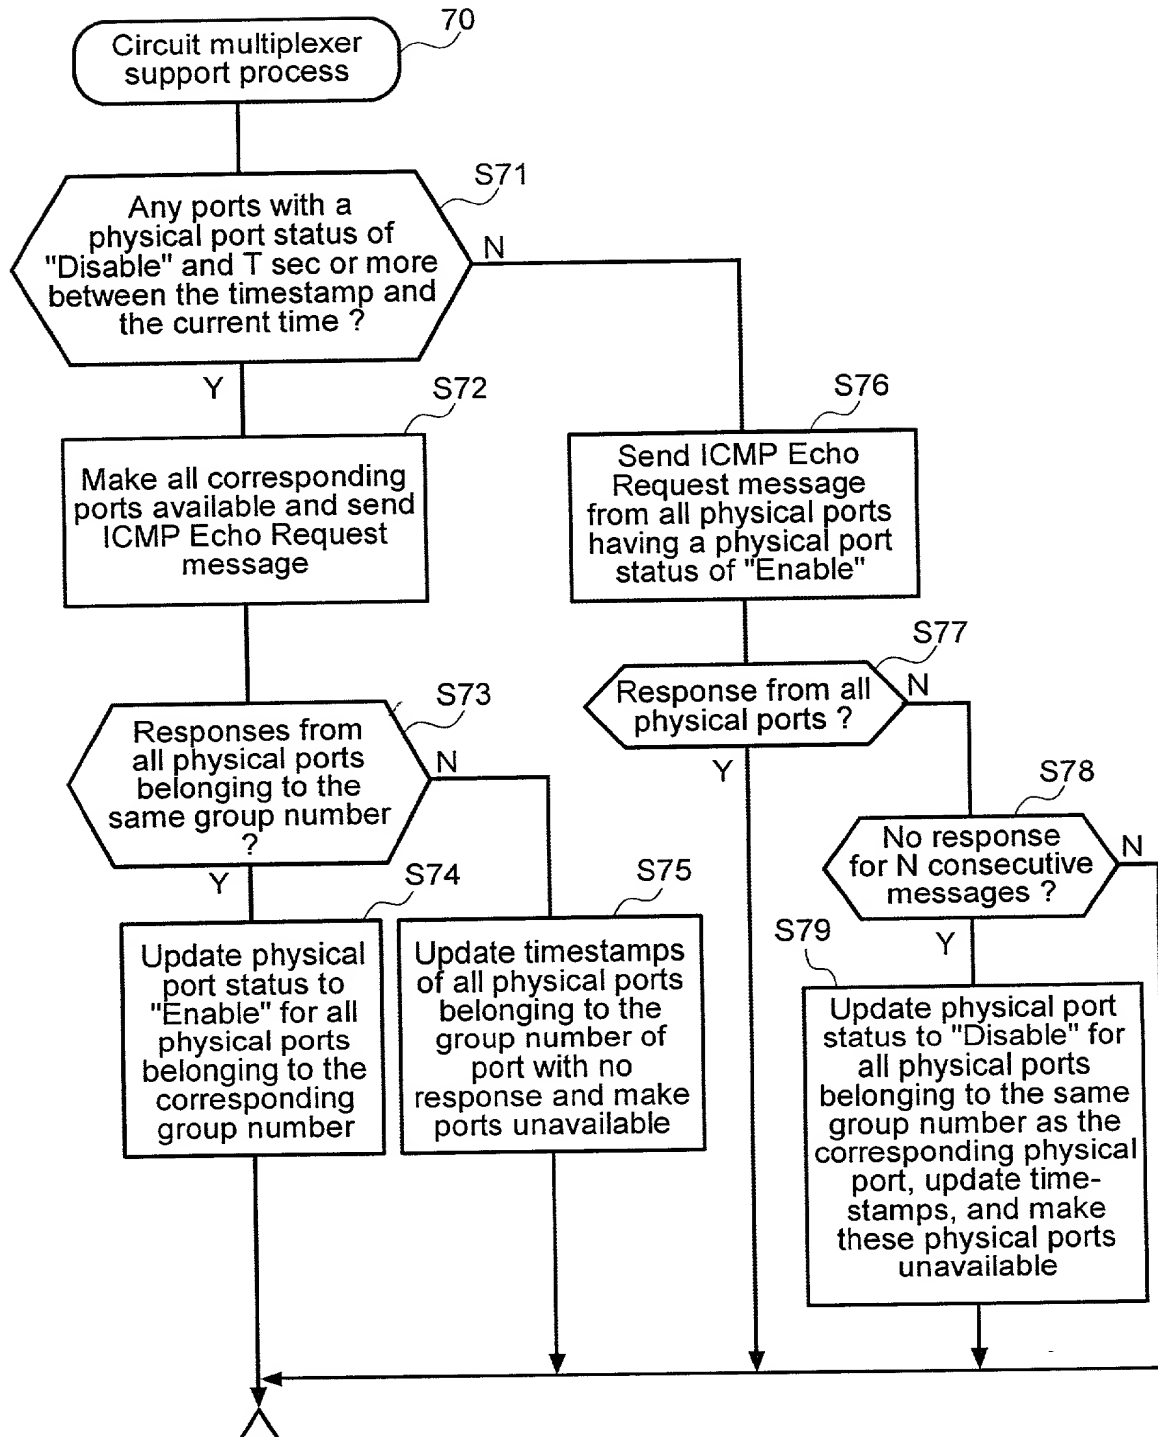 70
Circuit multiplexer
support process
S71
Any ports with a
physical port status of
"Disable" and T sec or more
between the timestamp and
the current time ?
N
Y
S72
Make all corresponding
ports available and send
ICMP Echo Request
message
S76
Send ICMP Echo
Request message
from all physical ports
having a physical port
status of "Enable"
S73
Responses from
all physical ports
belonging to the
same group number
?
N
Y
S77
Response from all
physical ports ?
N
Y
S78
No response
for N consecutive
messages ?
N
Y
S74
Update physical
port status to
"Enable" for all
physical ports
belonging to the
corresponding
group number
S75
Update timestamps
of all physical ports
belonging to the
group number of
port with no
response and make
ports unavailable
S79
Update physical port
status to "Disable" for
all physical ports
belonging to the same
group number as the
corresponding physical
port, update time-
stamps, and make
these physical ports
unavailable